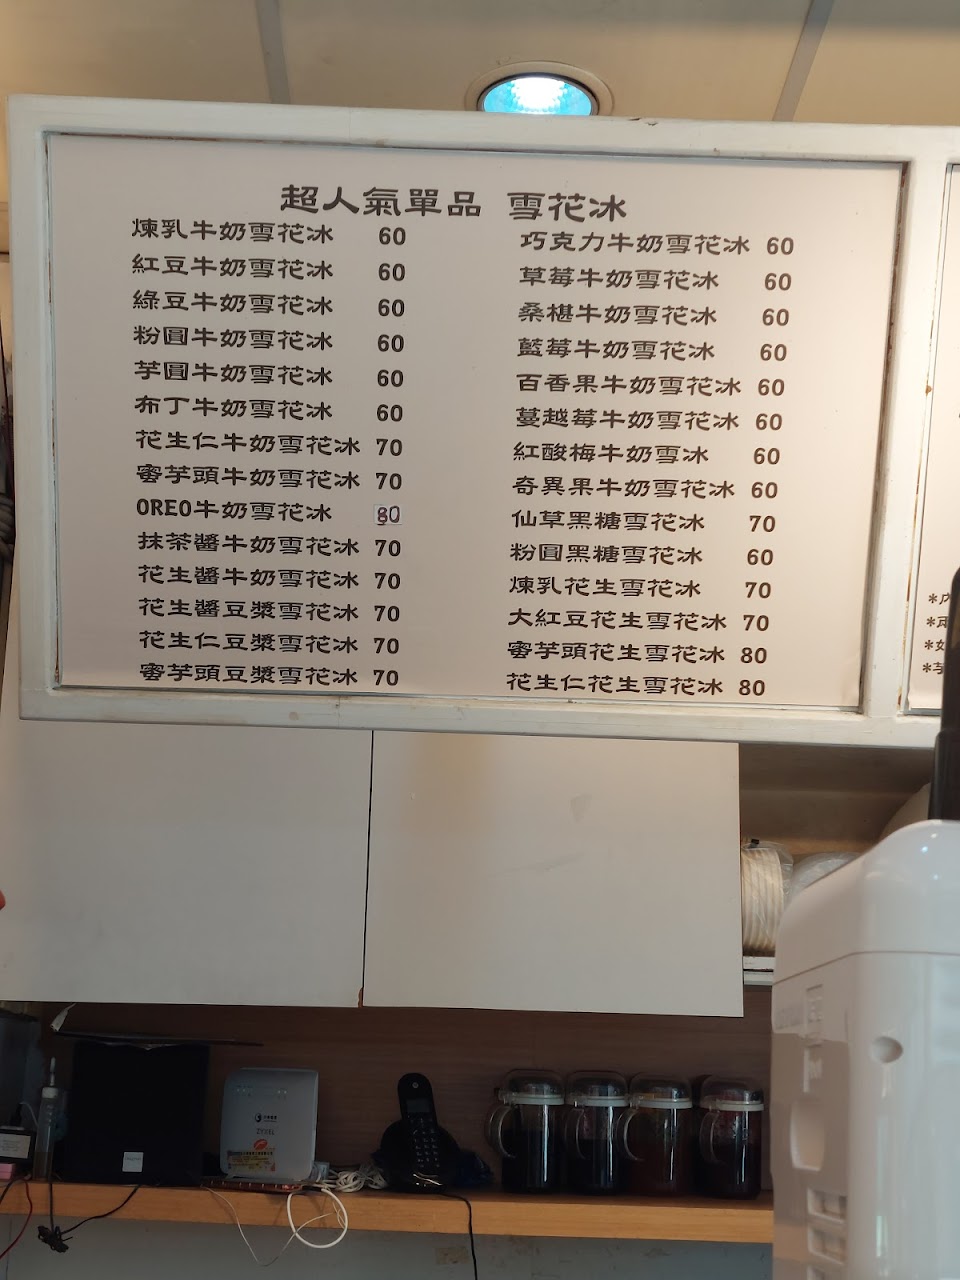 超人氣單品 雪花冰
煉乳牛奶雪花冰 60
紅豆牛奶雪花冰 60
綠豆牛奶雪花冰 60
粉圓牛奶雪花冰 60
芋圓牛奶雪花冰 60
布丁牛奶雪花冰 60
花生仁牛奶雪花冰 70
蜜芋頭牛奶雪花冰 70
OREO牛奶雪花冰 80
抹茶醬牛奶雪花冰 70
花生醬牛奶雪花冰 70
花生醬豆漿雪花冰 70
花生仁豆漿雪花冰 70
蜜芋頭豆漿雪花冰 70
巧克力牛奶雪花冰 60
草莓牛奶雪花冰 60
桑椹牛奶雪花冰 60
藍莓牛奶雪花冰 60
百香果牛奶雪花冰 60
蔓越莓牛奶雪花冰 60
紅酸梅牛奶雪冰 60
奇異果牛奶雪花冰 60
仙草黑糖雪花冰 70
粉圓黑糖雪花冰 60
煉乳花生雪花冰 70
大紅豆花生雪花冰 70
蜜芋頭花生雪花冰 80
花生仁花生雪花冰 80